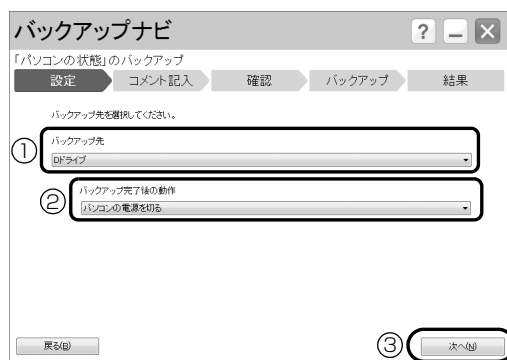 バックアップナビ ? – ×
「パソコンの状態」のバックアップ
設定 コメント記入 確認 バックアップ 結果
バックアップ先を選択してください。
① バックアップ先
Dドライブ
② バックアップ完了後の動作
パソコンの電源を切る
戻る(B) ③ 次へ(N)